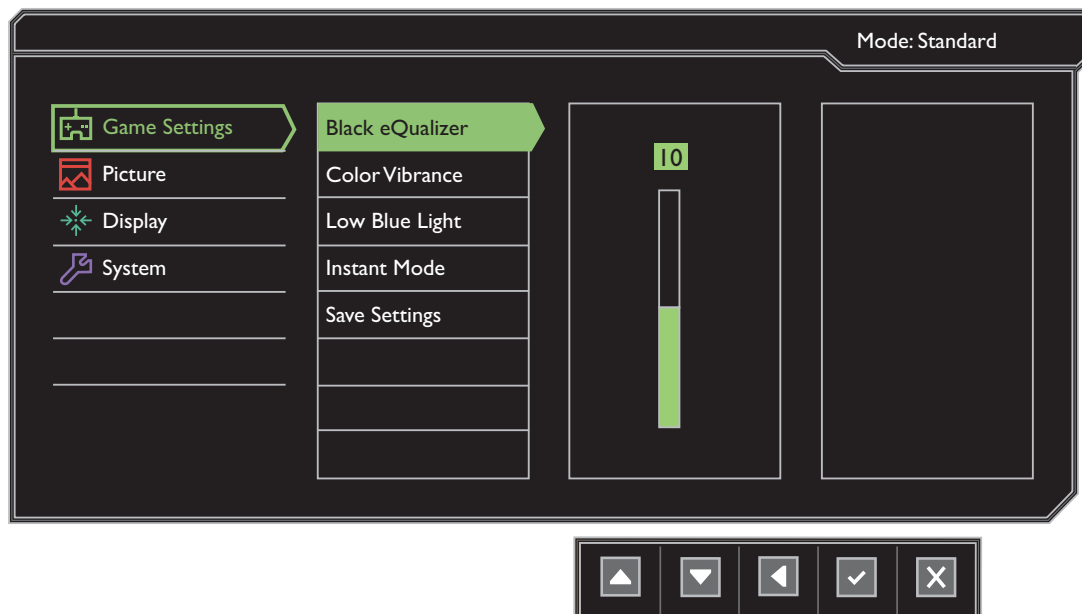 Mode: Standard
Game Settings
Picture
Display
System
Black eQualizer
Color Vibrance
Low Blue Light
Instant Mode
Save Settings
10